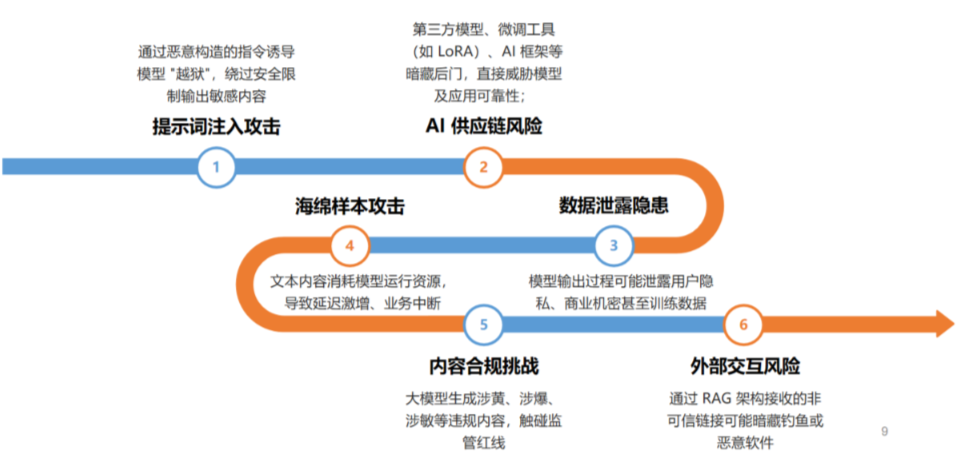 通过恶意构造的指令诱导
模型 "越狱"，绕过安全限
制输出敏感内容
提示词注入攻击
1
第三方模型、微调工具
（如 LoRA）、AI 框架等
暗藏后门，直接威胁模型
及应用可靠性；
AI 供应链风险
2
数据泄露隐患
3
模型输出过程可能泄露用户隐
私、商业机密甚至训练数据
海绵样本攻击
4
文本内容消耗模型运行资源，
导致延迟激增、业务中断
5
内容合规挑战
大模型生成涉黄、涉爆、
涉敏等违规内容，触碰监
管红线
6
外部交互风险
通过 RAG 架构接收的非
可信链接可能暗藏钓鱼或
恶意软件
9